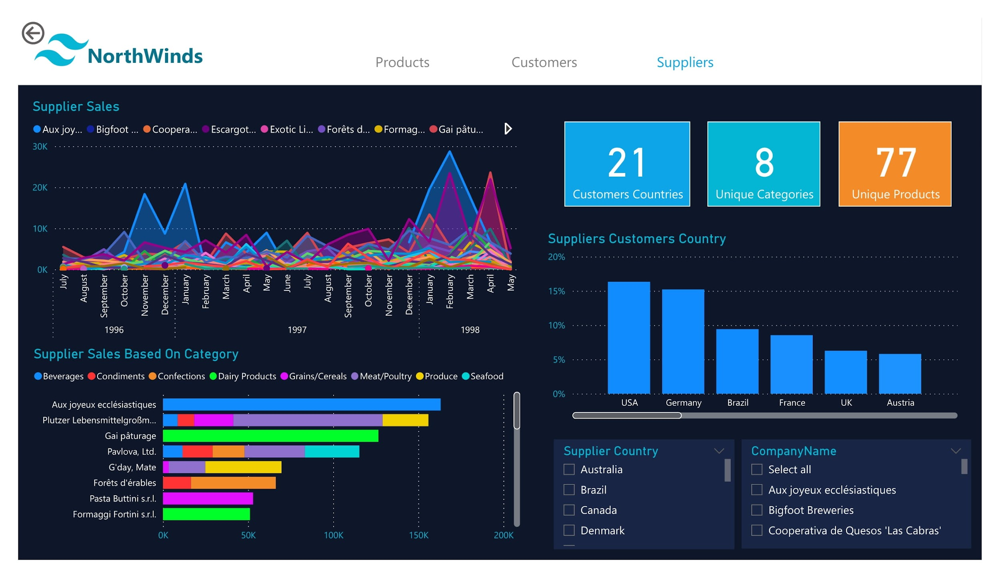 NorthWinds
Products Customers Suppliers
Supplier Sales
Aux joy... Bigfoot ... Coopera... Escargot... Exotic Li... Forêts d... Formag... Gai pâtu...
30K
20K
10K
0K
July August September October November December January February March April May June July August September October November December January February March April May
1996 1997 1998
21
Customers Countries
8
Unique Categories
77
Unique Products
Suppliers Customers Country
20%
15%
10%
5%
0%
USA Germany Brazil France UK Austria
Supplier Sales Based On Category
Beverages Condiments Confections Dairy Products Grains/Cereals Meat/Poultry Produce Seafood
Aux joyeux ecclésiastiques
Plutzer Lebensmittelgroßm...
Gai pâturage
Pavlova, Ltd.
G'day, Mate
Forêts d'érables
Pasta Buttini s.r.l.
Formaggi Fortini s.r.l.
0K 50K 100K 150K 200K
Supplier Country
Australia
Brazil
Canada
Denmark
CompanyName
Select all
Aux joyeux ecclésiastiques
Bigfoot Breweries
Cooperativa de Quesos 'Las Cabras'